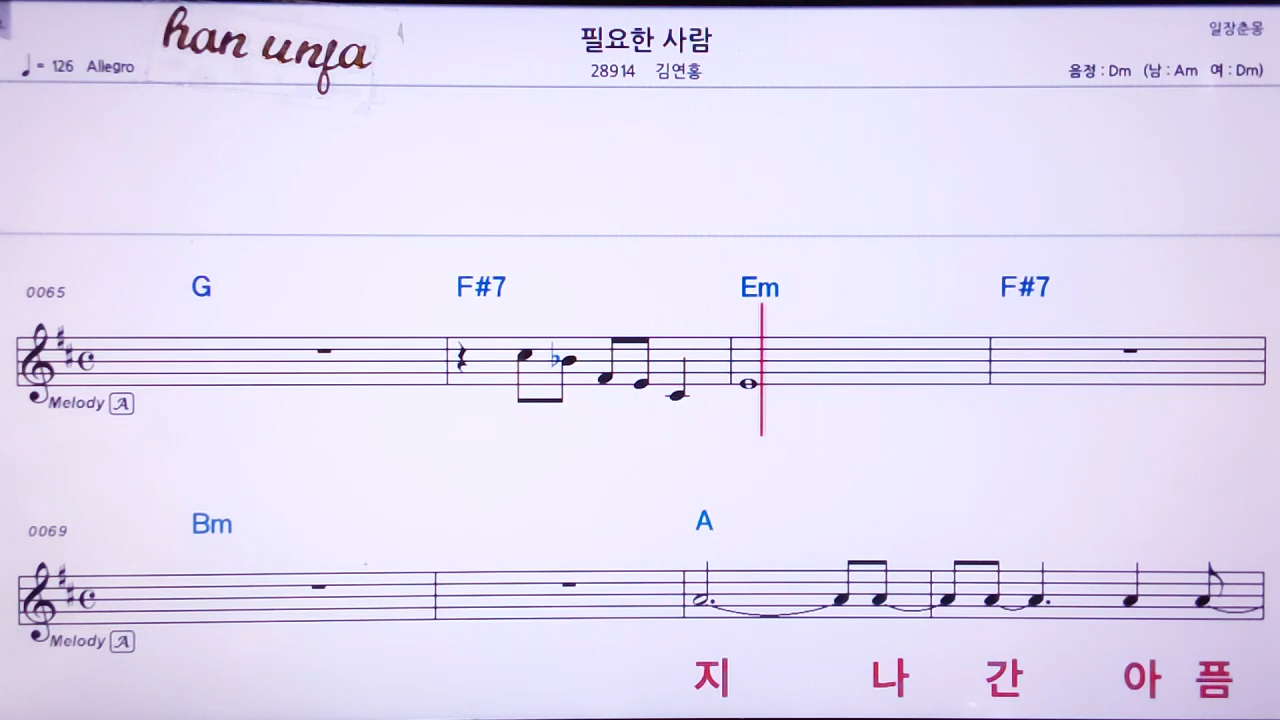 han unfa
필요한 사람
일장춘몽
♩ = 126 Allegro
28914 김연홍
음정 : Dm (남 : Am 여 : Dm)
0065 G F#7 Em F#7
Melody A
0069 Bm A
Melody A
지 나 간 아 픔